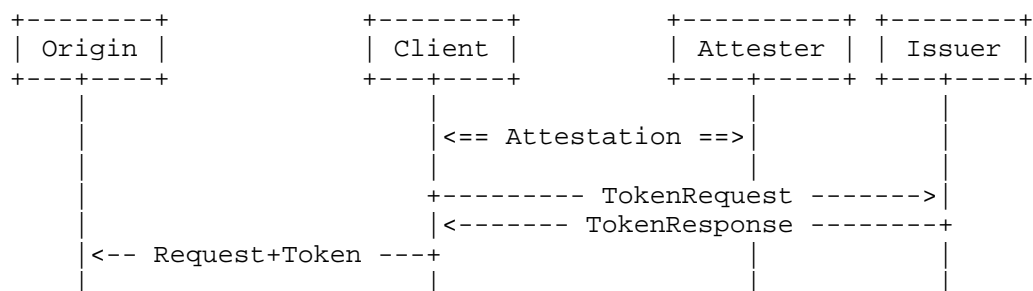 Origin Client Attester Issuer
<== Attestation ==>
TokenRequest
TokenResponse
Request+Token